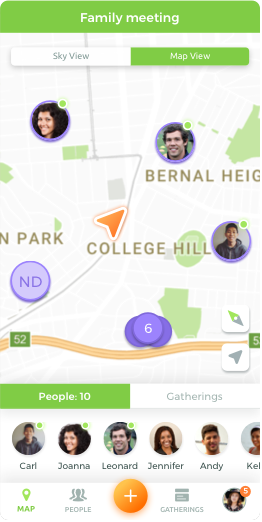 Family meeting
Sky View
Map View
BERNAL HEIG
N PARK
COLLEGE HILL
ND
6
52
5
People: 10
Gatherings
Carl
Joanna
Leonard
Jennifer
Andy
Kel
5
MAP
PEOPLE
GATHERINGS